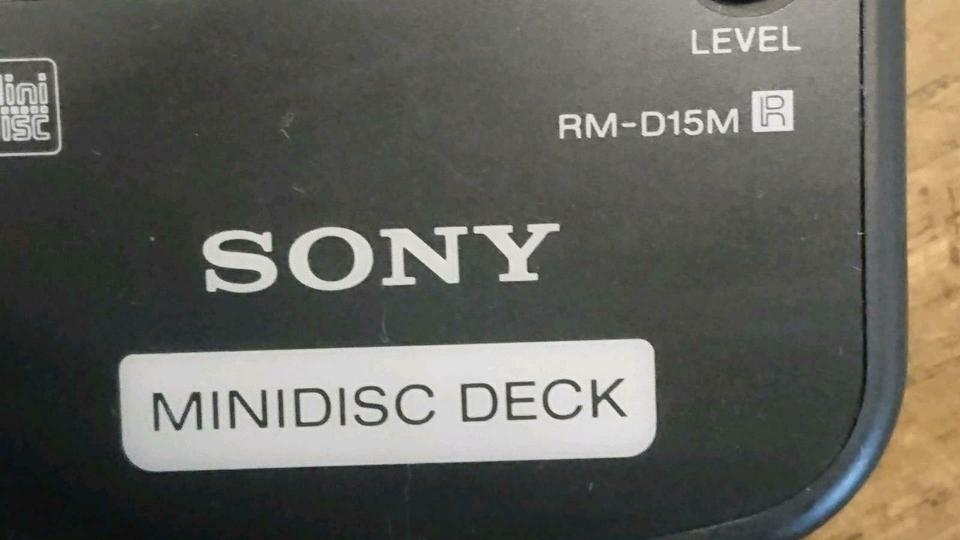 LEVEL
RM-D15M R
SONY
MINIDISC DECK